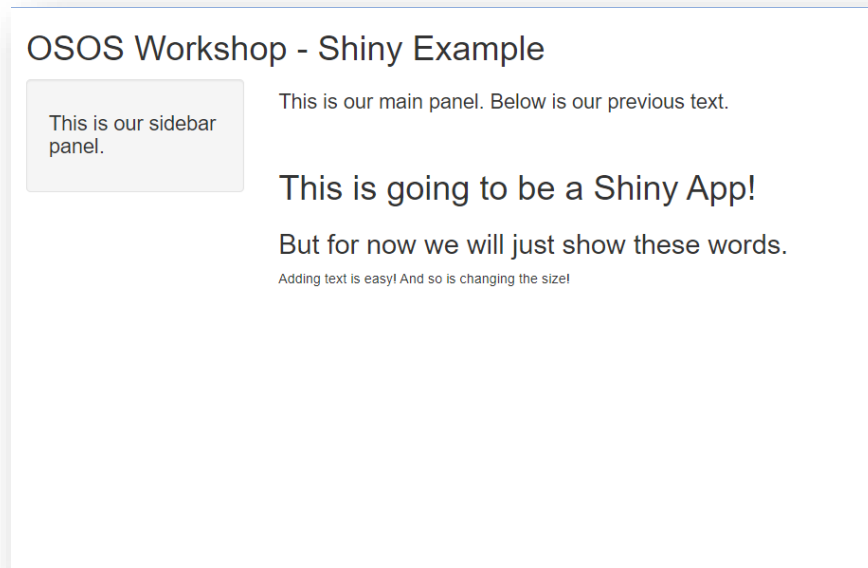 OSOS Workshop - Shiny Example
This is our sidebar
panel.
This is our main panel. Below is our previous text.
This is going to be a Shiny App!
But for now we will just show these words.
Adding text is easy! And so is changing the size!